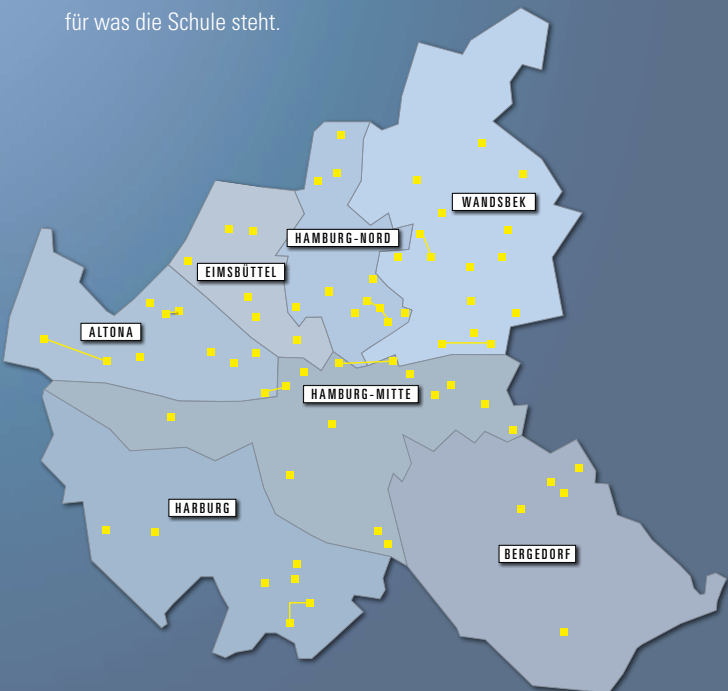 für was die Schule steht.
WANDSBEK
HAMBURG-NORD
EIMSBÜTTEL
ALTONA
HAMBURG-MITTE
HARBURG
BERGEDORF